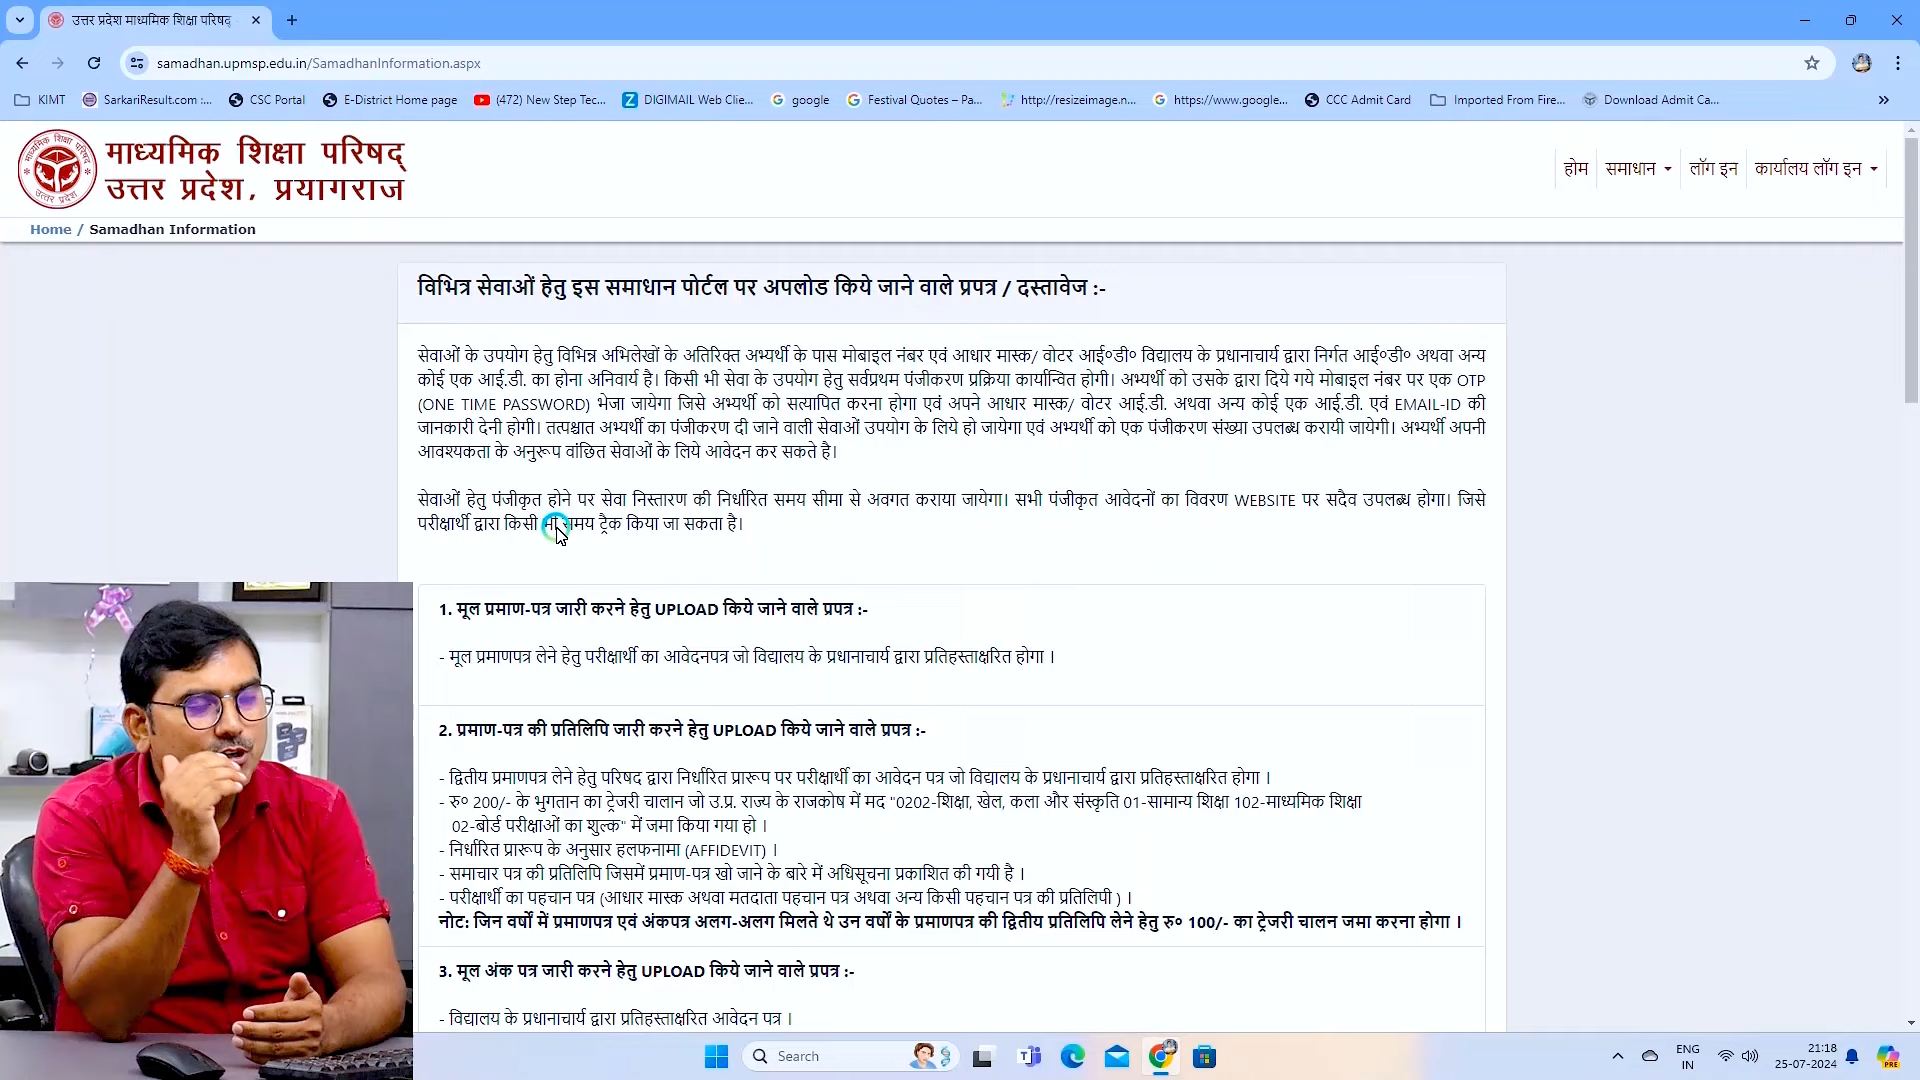 उत्तर प्रदेश माध्यमिक शिक्षा परिषद्
samadhan.upmsp.edu.in/SamadhanInformation.aspx
KIMT
SarkariResult.com :...
CSC Portal
E-District Home page
(472) New Step Tec...
DIGIMAIL Web Clie...
google
Festival Quotes – Pa...
http://resizeimage.n...
https://www.google...
CCC Admit Card
Imported From Fire...
Download Admit Ca...
माध्यमिक शिक्षा परिषद्
उत्तर प्रदेश, प्रयागराज
होम
समाधान
लॉग इन
कार्यालय लॉग इन
Home / Samadhan Information
विभिन्न सेवाओं हेतु इस समाधान पोर्टल पर अपलोड किये जाने वाले प्रपत्र / दस्तावेज :-
सेवाओं के उपयोग हेतु विभिन्न अभिलेखों के अतिरिक्त अभ्यर्थी के पास मोबाइल नंबर एवं आधार मास्क/ वोटर आई०डी० विद्यालय के प्रधानाचार्य द्वारा निर्गत आई०डी० अथवा अन्य
कोई एक आई.डी. का होना अनिवार्य है। किसी भी सेवा के उपयोग हेतु सर्वप्रथम पंजीकरण प्रक्रिया कार्यान्वित होगी। अभ्यर्थी को उसके द्वारा दिये गये मोबाइल नंबर पर एक OTP
(ONE TIME PASSWORD) भेजा जायेगा जिसे अभ्यर्थी को सत्यापित करना होगा एवं अपने आधार मास्क/ वोटर आई.डी. अथवा अन्य कोई एक आई.डी. एवं EMAIL-ID की
जानकारी देनी होगी। तत्पश्चात अभ्यर्थी का पंजीकरण दी जाने वाली सेवाओं उपयोग के लिये हो जायेगा एवं अभ्यर्थी को एक पंजीकरण संख्या उपलब्ध करायी जायेगी। अभ्यर्थी अपनी
आवश्यकता के अनुरूप वांछित सेवाओं के लिये आवेदन कर सकते है।
सेवाओं हेतु पंजीकृत होने पर सेवा निस्तारण की निर्धारित समय सीमा से अवगत कराया जायेगा। सभी पंजीकृत आवेदनों का विवरण WEBSITE पर सदैव उपलब्ध होगा। जिसे
परीक्षार्थी द्वारा किसी भी समय ट्रैक किया जा सकता है।
1. मूल प्रमाण-पत्र जारी करने हेतु UPLOAD किये जाने वाले प्रपत्र :-
- मूल प्रमाणपत्र लेने हेतु परीक्षार्थी का आवेदनपत्र जो विद्यालय के प्रधानाचार्य द्वारा प्रतिहस्ताक्षरित होगा ।
2. प्रमाण-पत्र की प्रतिलिपि जारी करने हेतु UPLOAD किये जाने वाले प्रपत्र :-
- द्वितीय प्रमाणपत्र लेने हेतु परिषद द्वारा निर्धारित प्रारूप पर परीक्षार्थी का आवेदन पत्र जो विद्यालय के प्रधानाचार्य द्वारा प्रतिहस्ताक्षरित होगा ।
- रु० 200/- के भुगतान का ट्रेजरी चालान जो उ.प्र. राज्य के राजकोष में मद "0202-शिक्षा, खेल, कला और संस्कृति 01-सामान्य शिक्षा 102-माध्यमिक शिक्षा
02-बोर्ड परीक्षाओं का शुल्क" में जमा किया गया हो ।
- निर्धारित प्रारूप के अनुसार हलफनामा (AFFIDEVIT) ।
- समाचार पत्र की प्रतिलिपि जिसमें प्रमाण-पत्र खो जाने के बारे में अधिसूचना प्रकाशित की गयी है ।
- परीक्षार्थी का पहचान पत्र (आधार मास्क अथवा मतदाता पहचान पत्र अथवा अन्य किसी पहचान पत्र की प्रतिलिपी ) ।
नोट: जिन वर्षों में प्रमाणपत्र एवं अंकपत्र अलग-अलग मिलते थे उन वर्षों के प्रमाणपत्र की द्वितीय प्रतिलिपि लेने हेतु रु० 100/- का ट्रेजरी चालन जमा करना होगा ।
3. मूल अंक पत्र जारी करने हेतु UPLOAD किये जाने वाले प्रपत्र :-
- विद्यालय के प्रधानाचार्य द्वारा प्रतिहस्ताक्षरित आवेदन पत्र ।
Search
ENG
IN
21:18
25-07-2024
PRE